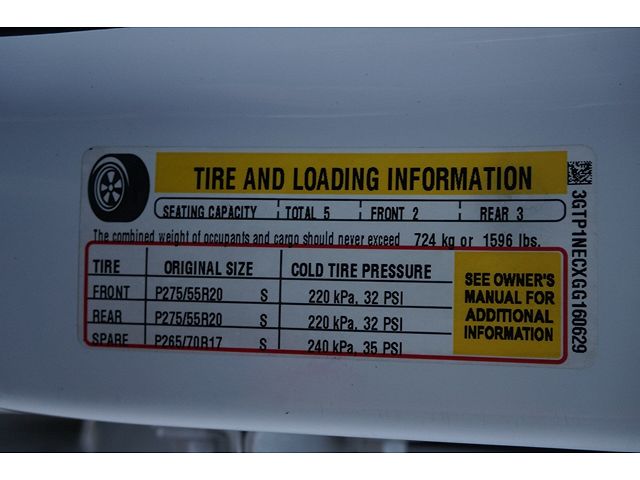 TIRE AND LOADING INFORMATION
SEATING CAPACITY TOTAL 5 FRONT 2 REAR 3
The combined weight of occupants and cargo should never exceed 724 kg or 1596 lbs.
TIRE ORIGINAL SIZE COLD TIRE PRESSURE
FRONT P275/55R20 S 220 kPa, 32 PSI
REAR P275/55R20 S 220 kPa, 32 PSI
SPARE P265/70R17 S 240 kPa, 35 PSI
SEE OWNER'S
MANUAL FOR
ADDITIONAL
INFORMATION
3GTP1NECXGG160629